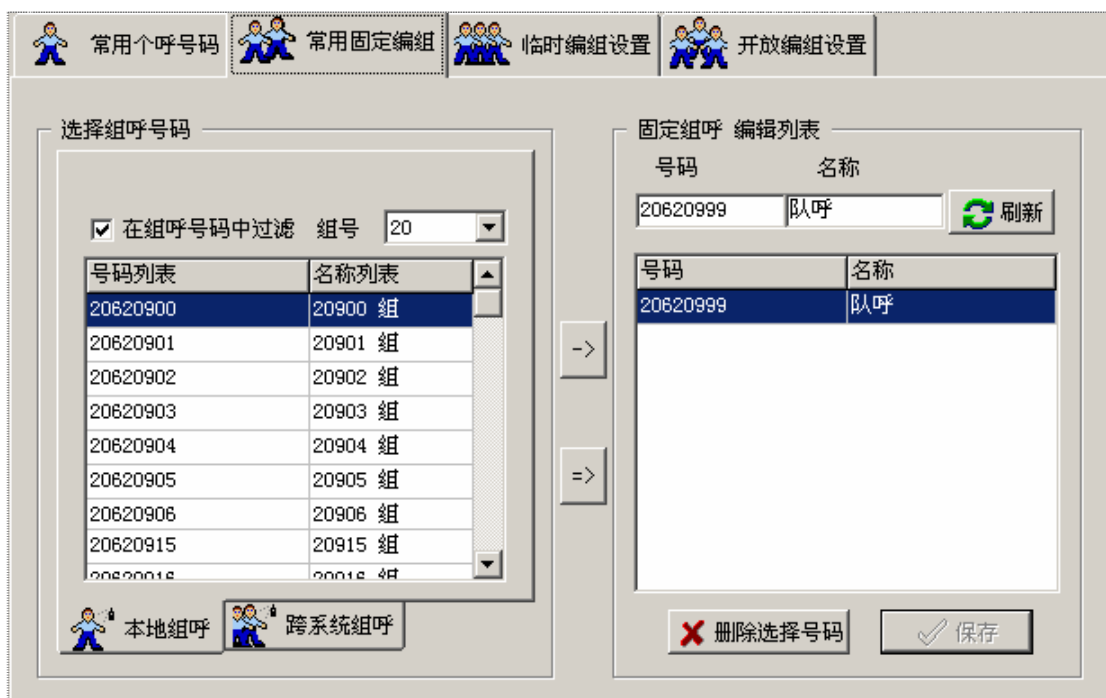 常用个呼号码 常用固定编组 临时编组设置 开放编组设置
选择组呼号码
在组呼号码中过滤 组号 20
号码列表 名称列表
20620900 20900 组
20620901 20901 组
20620902 20902 组
20620903 20903 组
20620904 20904 组
20620905 20905 组
20620906 20906 组
20620915 20915 组
20620916 20916 组
本地组呼 跨系统组呼
->
=>
固定组呼 编辑列表
号码 名称
20620999 队呼 刷新
号码 名称
20620999 队呼
删除选择号码 保存